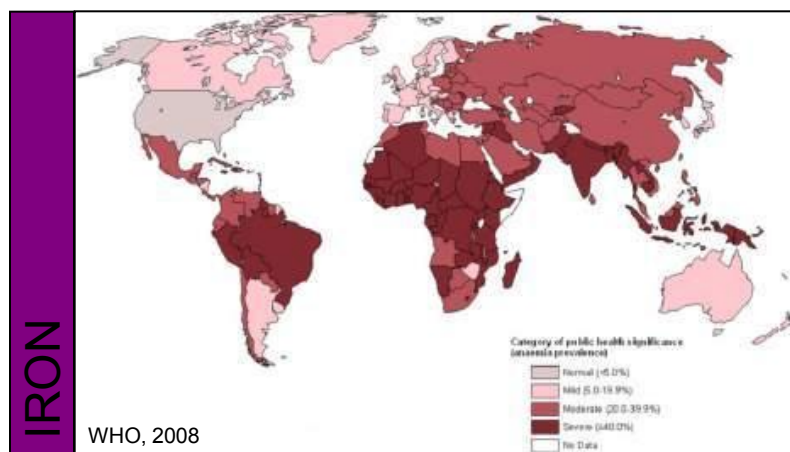 IRON
Category of public health significance
(anaemia prevalence)
Normal (<5.0%)
Mild (5.0-19.9%)
Moderate (20.0-39.9%)
Severe (≥40.0%)
No Data
WHO, 2008